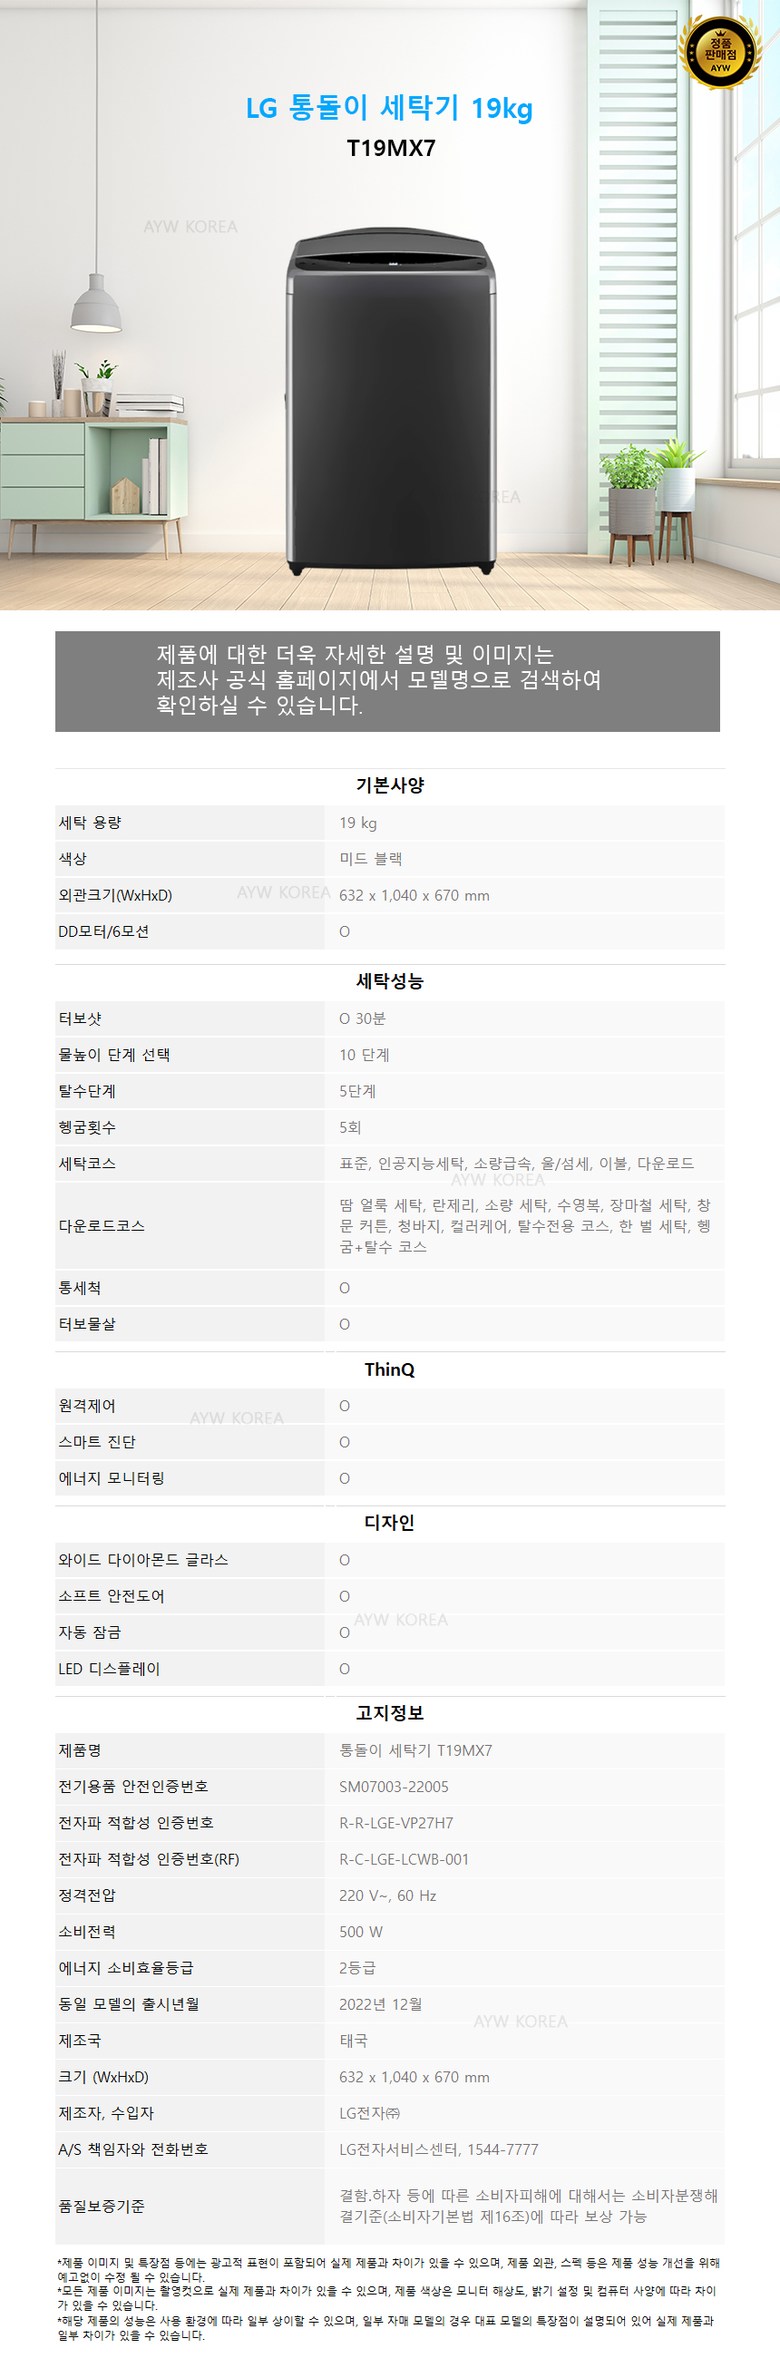 정품
판매점
AYW
LG 통돌이 세탁기 19kg
T19MX7
AYW KOREA
REA
제품에 대한 더욱 자세한 설명 및 이미지는
제조사 공식 홈페이지에서 모델명으로 검색하여
확인하실 수 있습니다.
기본사양
세탁 용량 19 kg
색상 미드 블랙
외관크기(WxHxD) AYW KOREA 632 x 1,040 x 670 mm
DD모터/6모션 O
세탁성능
터보샷 O 30분
물높이 단계 선택 10 단계
탈수단계 5단계
헹굼횟수 5회
세탁코스 표준, 인공지능세탁, 소량급속, 울/섬세, 이불, 다운로드
AYW KOREA
다운로드코스 땀 얼룩 세탁, 란제리, 소량 세탁, 수영복, 장마철 세탁, 창
문 커튼, 청바지, 컬러케어, 탈수전용 코스, 한 벌 세탁, 헹
굼+탈수 코스
통세척 O
터보물살 O
ThinQ
원격제어 O
AYW KOREA
스마트 진단 O
에너지 모니터링 O
디자인
와이드 다이아몬드 글라스 O
소프트 안전도어 O
AYW KOREA
자동 잠금 O
LED 디스플레이 O
고지정보
제품명 통돌이 세탁기 T19MX7
전기용품 안전인증번호 SM07003-22005
전자파 적합성 인증번호 R-R-LGE-VP27H7
전자파 적합성 인증번호(RF) R-C-LGE-LCWB-001
정격전압 220 V~, 60 Hz
소비전력 500 W
에너지 소비효율등급 2등급
동일 모델의 출시년월 2022년 12월
AYW KOREA
제조국 태국
크기 (WxHxD) 632 x 1,040 x 670 mm
제조자, 수입자 LG전자㈜
A/S 책임자와 전화번호 LG전자서비스센터, 1544-7777
품질보증기준 결함.하자 등에 따른 소비자피해에 대해서는 소비자분쟁해
결기준(소비자기본법 제16조)에 따라 보상 가능
*제품 이미지 및 특장점 등에는 광고적 표현이 포함되어 실제 제품과 차이가 있을 수 있으며, 제품 외관, 스펙 등은 제품 성능 개선을 위해
예고없이 수정 될 수 있습니다.
*모든 제품 이미지는 촬영컷으로 실제 제품과 차이가 있을 수 있으며, 제품 색상은 모니터 해상도, 밝기 설정 및 컴퓨터 사양에 따라 차이
가 있을 수 있습니다.
*해당 제품의 성능은 사용 환경에 따라 일부 상이할 수 있으며, 일부 자매 모델의 경우 대표 모델의 특장점이 설명되어 있어 실제 제품과
일부 차이가 있을 수 있습니다.